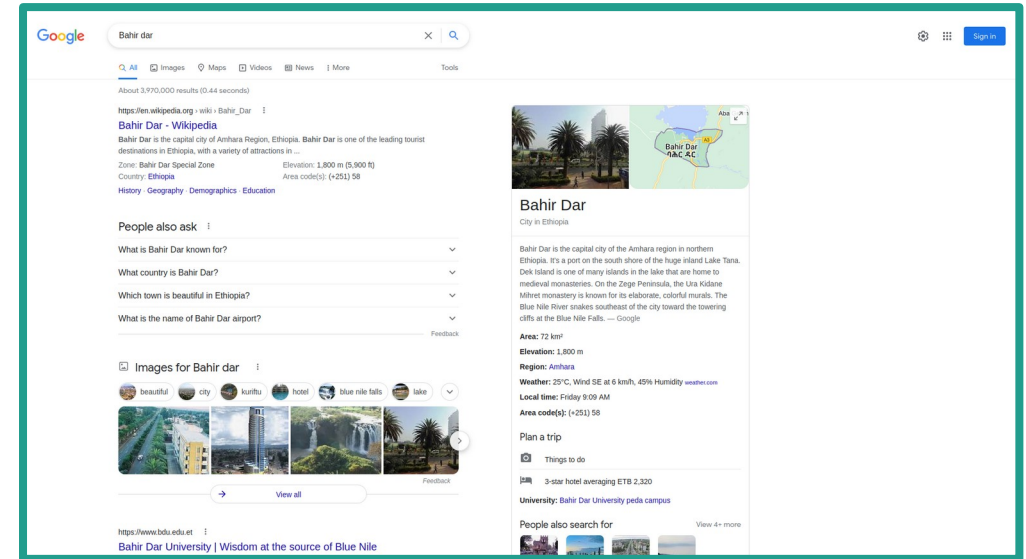 Google
Bahir dar
Sign in
All Images Maps Videos News More Tools
About 3,970,000 results (0.44 seconds)
https://en.wikipedia.org › wiki › Bahir_Dar
Bahir Dar - Wikipedia
Bahir Dar is the capital city of Amhara Region, Ethiopia. Bahir Dar is one of the leading tourist
destinations in Ethiopia, with a variety of attractions in ...
Zone: Bahir Dar Special Zone Elevation: 1,800 m (5,900 ft)
Country: Ethiopia Area code(s): (+251) 58
History · Geography · Demographics · Education
People also ask
What is Bahir Dar known for?
What country is Bahir Dar?
Which town is beautiful in Ethiopia?
What is the name of Bahir Dar airport?
Feedback
Images for Bahir dar
beautiful city kuriftu hotel blue nile falls lake
Feedback
View all
https://www.bdu.edu.et
Bahir Dar University | Wisdom at the source of Blue Nile
A3
Bahir Dar
ባሕር ዳር
Bahir Dar
City in Ethiopia
Bahir Dar is the capital city of the Amhara region in northern
Ethiopia. It's a port on the south shore of the huge inland Lake Tana.
Dek Island is one of many islands in the lake that are home to
medieval monasteries. On the Zege Peninsula, the Ura Kidane
Mihret monastery is known for its elaborate, colorful murals. The
Blue Nile River snakes southeast of the city toward the towering
cliffs at the Blue Nile Falls. — Google
Area: 72 km²
Elevation: 1,800 m
Region: Amhara
Weather: 25°C, Wind SE at 6 km/h, 45% Humidity weather.com
Local time: Friday 9:09 AM
Area code(s): (+251) 58
Plan a trip
Things to do
3-star hotel averaging ETB 2,320
University: Bahir Dar University peda campus
People also search for View 4+ more